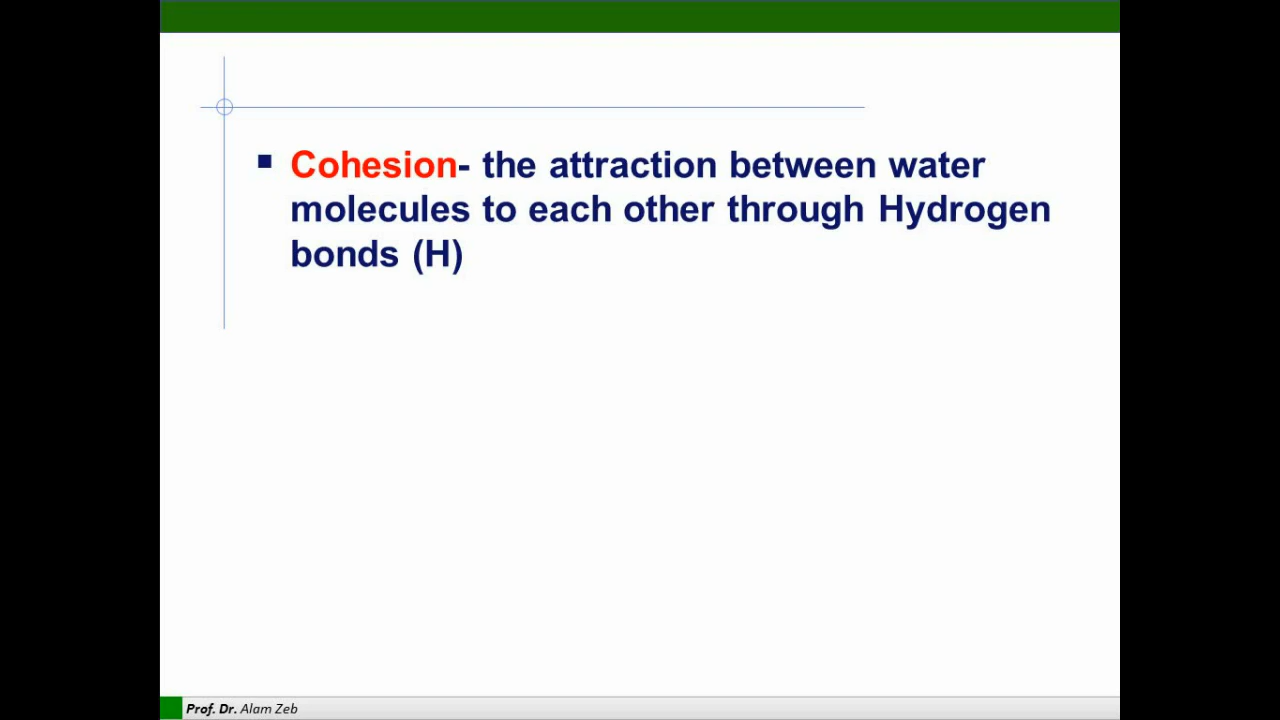 Cohesion- the attraction between water
molecules to each other through Hydrogen
bonds (H)
Prof. Dr. Alam Zeb